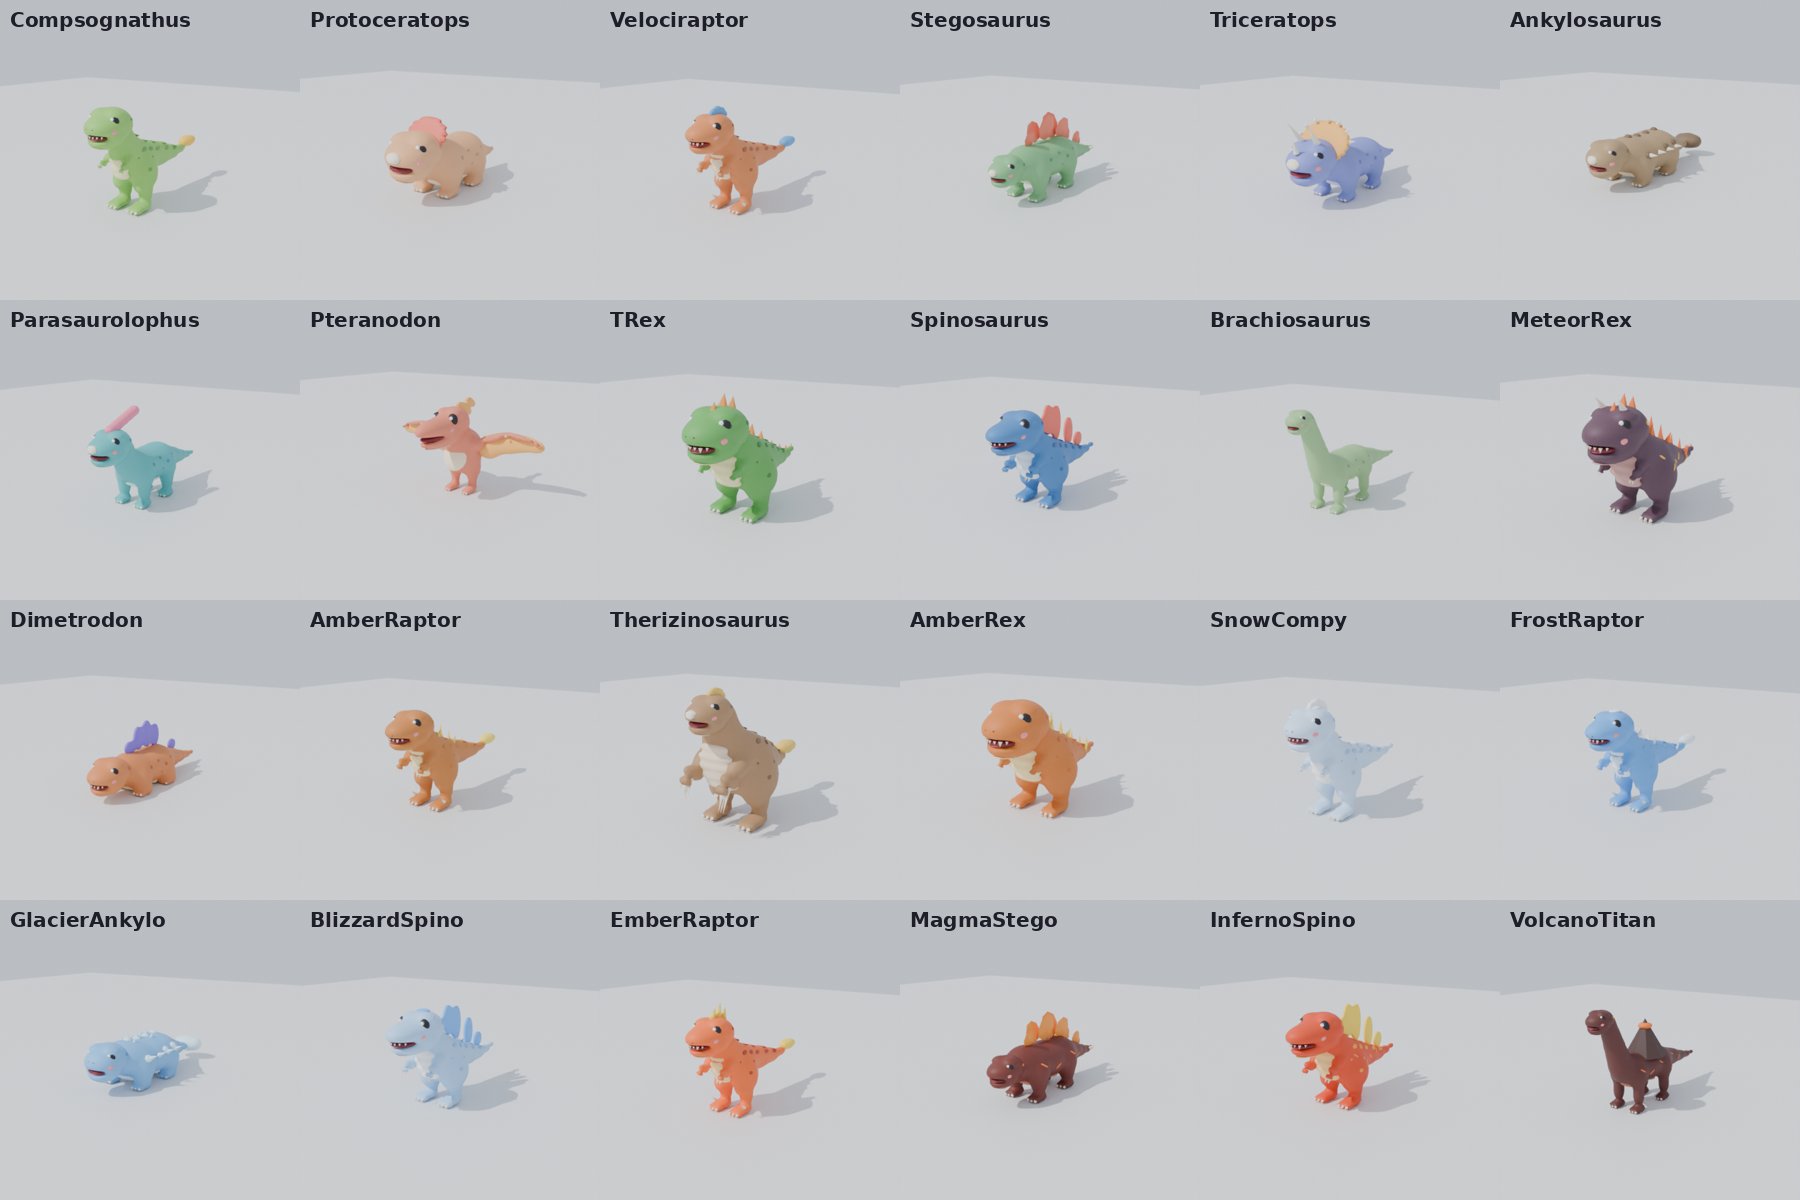 Compsognathus
Protoceratops
Velociraptor
Stegosaurus
Triceratops
Ankylosaurus
Parasaurolophus
Pteranodon
TRex
Spinosaurus
Brachiosaurus
MeteorRex
Dimetrodon
AmberRaptor
Therizinosaurus
AmberRex
SnowCompy
FrostRaptor
GlacierAnkylo
BlizzardSpino
EmberRaptor
MagmaStego
InfernoSpino
VolcanoTitan